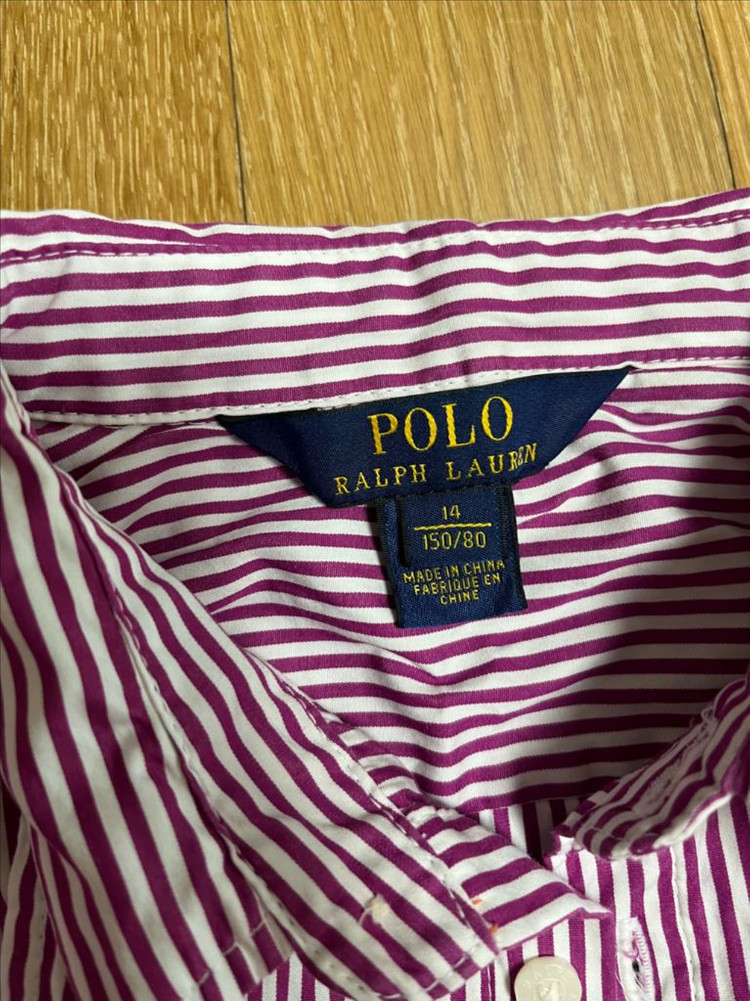 POLO
RALPH LAUREN
14
150/80
MADE IN CHINA
FABRIQUE EN
CHINE